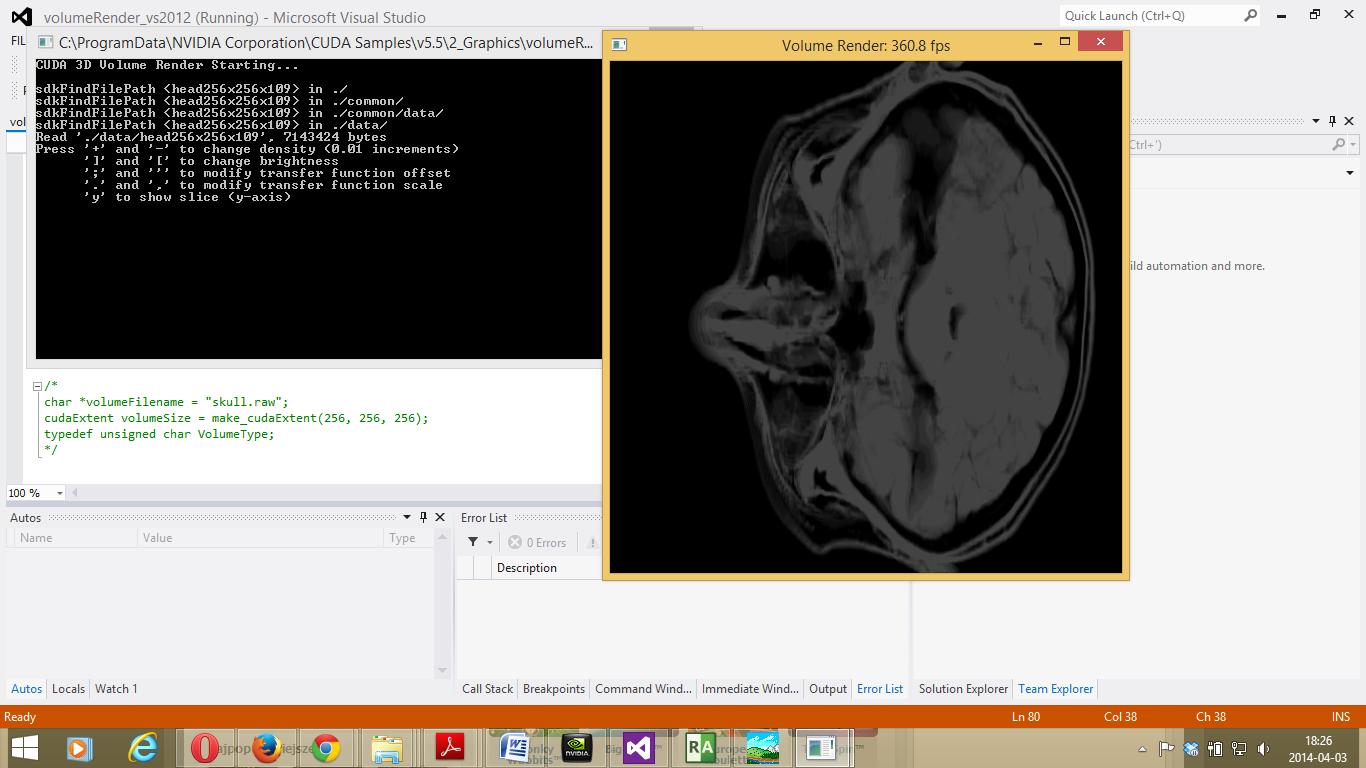 volumeRender_vs2012 (Running) - Microsoft Visual Studio
Quick Launch (Ctrl+Q)
C:\ProgramData\NVIDIA Corporation\CUDA Samples\v5.5\2_Graphics\volumeR...
Volume Render: 360.8 fps
CUDA 3D Volume Render Starting...
sdkFindFilePath <head256x256x109> in ./
sdkFindFilePath <head256x256x109> in ./common/
sdkFindFilePath <head256x256x109> in ./common/data/
sdkFindFilePath <head256x256x109> in ./data/
Read './data/head256x256x109', 7143424 bytes
Press '+' and '-' to change density (0.01 increments)
']' and '[' to change brightness
';' and ''' to modify transfer function offset
'.' and ',' to modify transfer function scale
'y' to show slice (y-axis)
Ctrl+')
ild automation and more.
/*
char *volumeFilename = "skull.raw";
cudaExtent volumeSize = make_cudaExtent(256, 256, 256);
typedef unsigned char VolumeType;
*/
100 %
Autos
Error List
Name Value Type
0 Errors
Description
Autos Locals Watch 1
Call Stack Breakpoints Command Wind... Immediate Wind... Output Error List
Solution Explorer Team Explorer
Ready Ln 80 Col 38 Ch 38 INS
NVIDIA
RA
18:26
2014-04-03